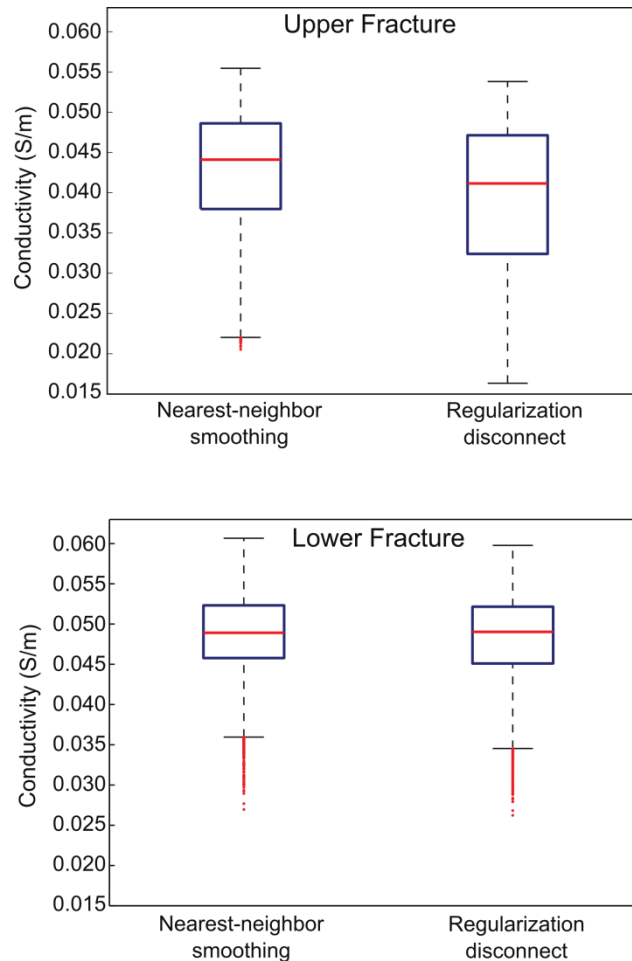 Upper Fracture
Conductivity (S/m)
0.060
0.055
0.050
0.045
0.040
0.035
0.030
0.025
0.020
0.015
Nearest-neighbor
smoothing
Regularization
disconnect
Lower Fracture
Conductivity (S/m)
0.060
0.055
0.050
0.045
0.040
0.035
0.030
0.025
0.020
0.015
Nearest-neighbor
smoothing
Regularization
disconnect